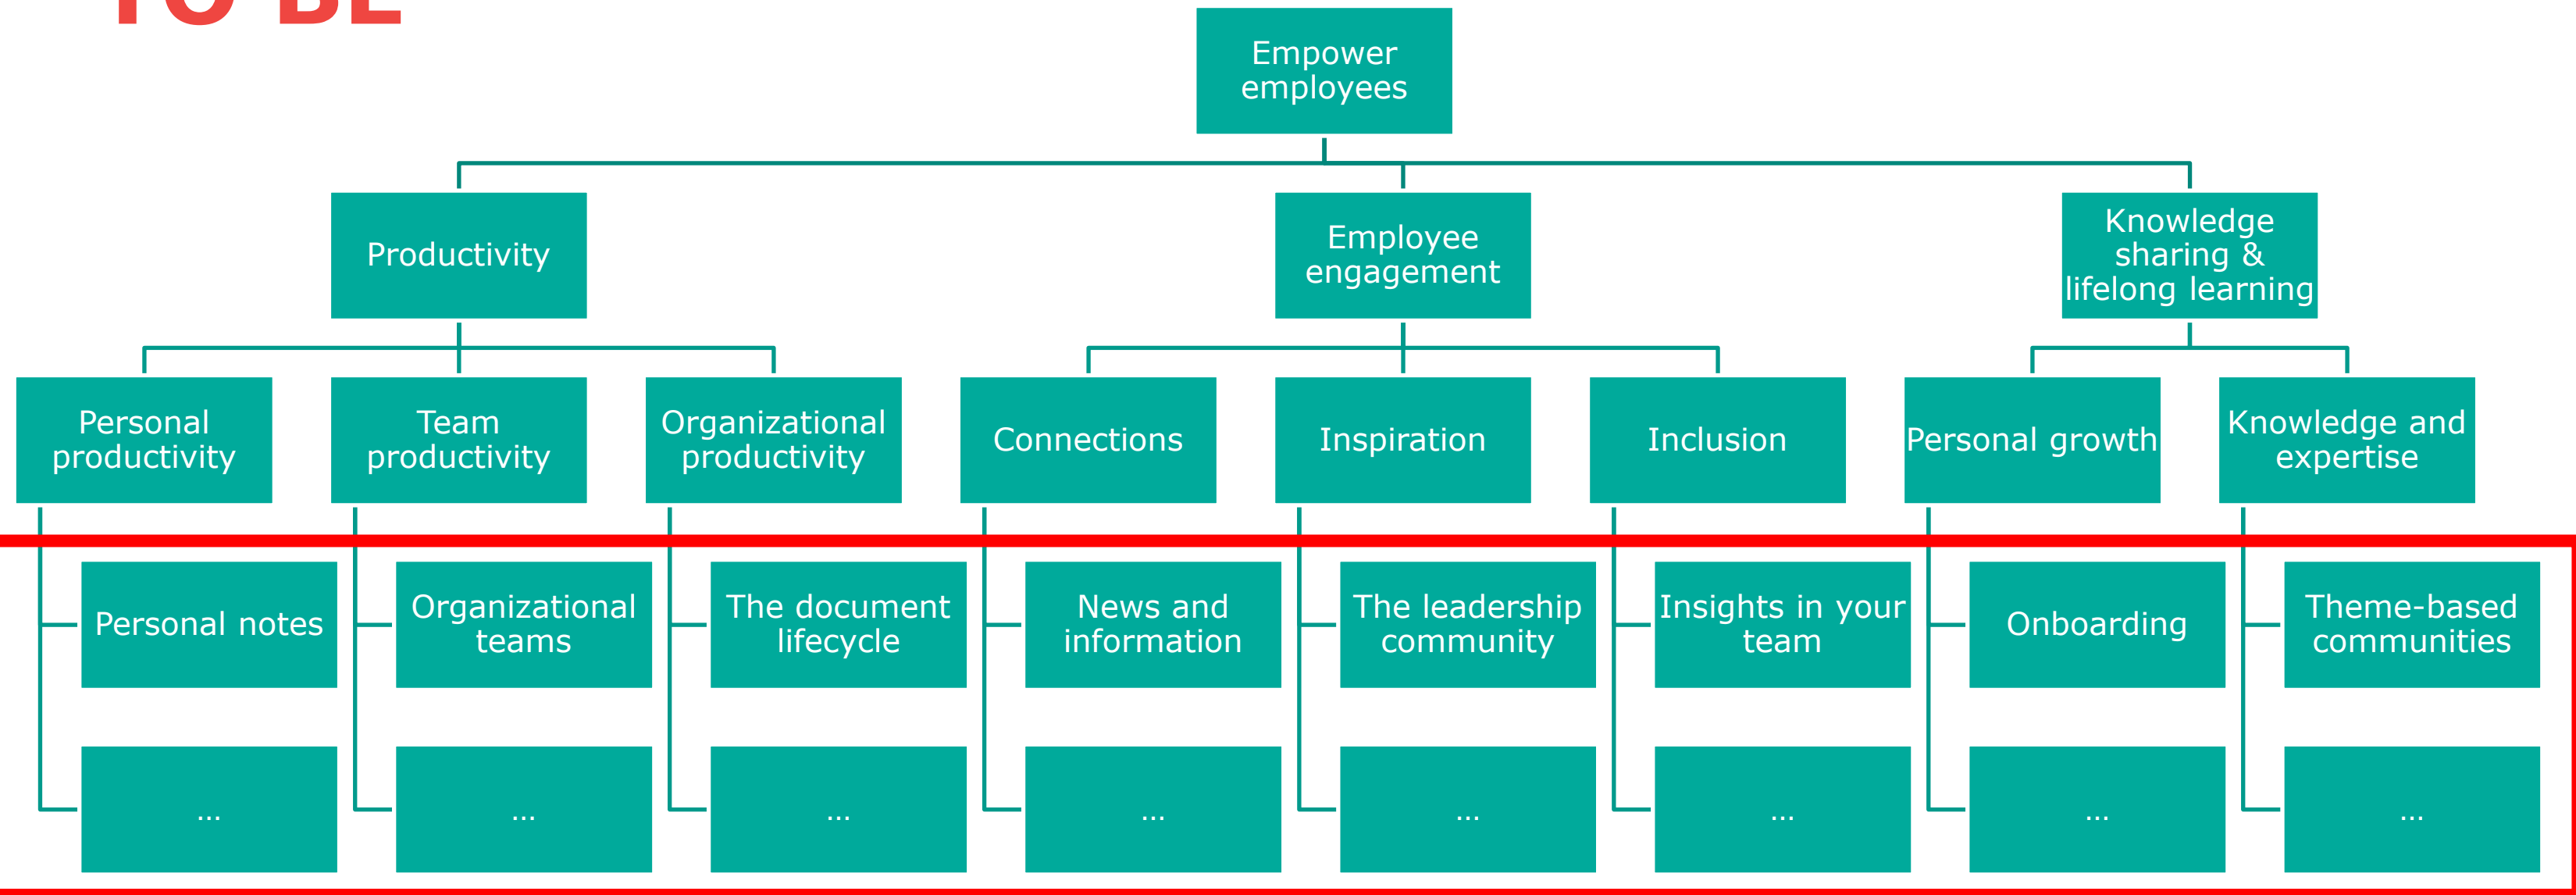 TO BE
Empower
employees
Productivity
Employee
engagement
Knowledge
sharing &
lifelong learning
Personal
productivity
Team
productivity
Organizational
productivity
Connections
Inspiration
Inclusion
Personal growth
Knowledge and
expertise
Personal notes
Organizational
teams
The document
lifecycle
News and
information
The leadership
community
Insights in your
team
Onboarding
Theme-based
communities
...
...
...
...
...
...
...
...